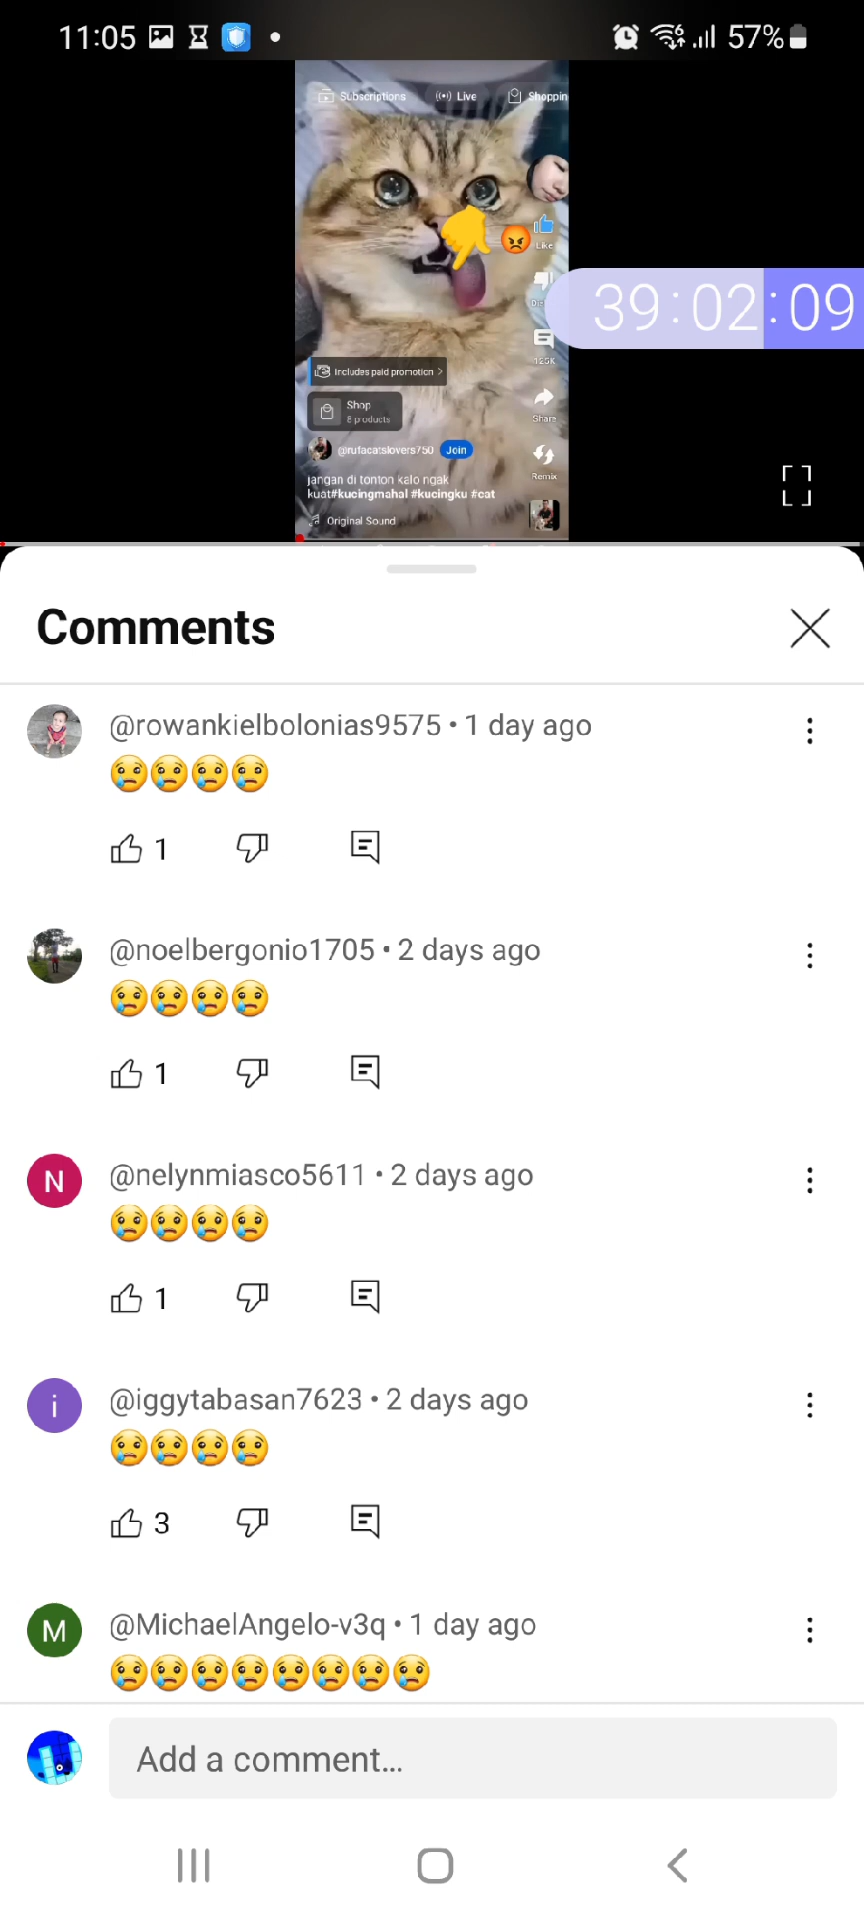 11:05
57%
Subscriptions Live Shoppin
Like
39:02:09
125K
Includes paid promotion
Shop
8 products
Share
@rufacatslovers750 Join
Remix
jangan di tonton kalo ngak
kuat#kucingmahal #kucingku #cat
Original Sound
Comments
@rowankielbolonias9575 • 1 day ago
😢😢😢😢
1
@noelbergonio1705 • 2 days ago
😢😢😢😢
1
N
@nelynmiasco5611 • 2 days ago
😢😢😢😢
1
i
@iggytabasan7623 • 2 days ago
😢😢😢😢
3
M
@MichaelAngelo-v3q • 1 day ago
😢😢😢😢😢😢😢😢
Add a comment...